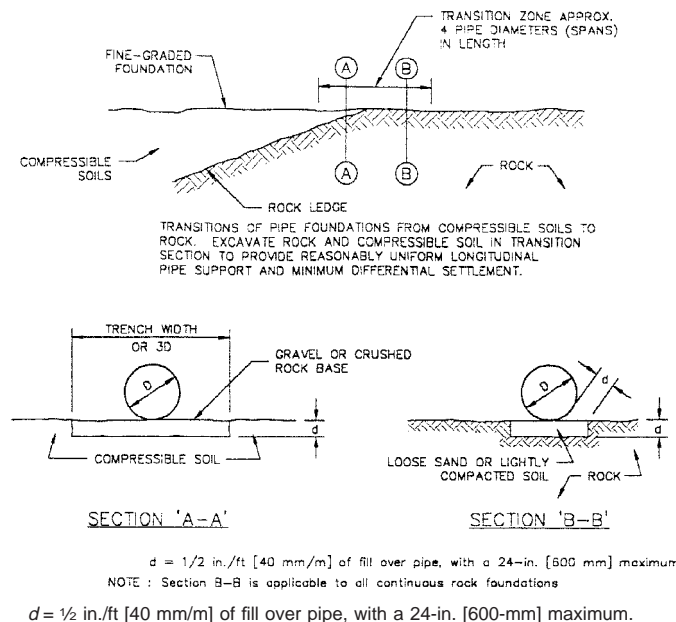 TRANSITION ZONE APPROX.
4 PIPE DIAMETERS (SPANS)
IN LENGTH
FINE-GRADED
FOUNDATION
A
B
COMPRESSIBLE
SOILS
ROCK
A
B
ROCK LEDGE
TRANSITIONS OF PIPE FOUNDATIONS FROM COMPRESSIBLE SOILS TO
ROCK. EXCAVATE ROCK AND COMPRESSIBLE SOIL IN TRANSITION
SECTION TO PROVIDE REASONABLY UNIFORM LONGITUDINAL
PIPE SUPPORT AND MINIMUM DIFFERENTIAL SETTLEMENT.
TRENCH WIDTH
OR 3D
GRAVEL OR CRUSHED
ROCK BASE
D
d
COMPRESSIBLE SOIL
SECTION 'A-A'
D
d
d
LOOSE SAND OR LIGHTLY
COMPACTED SOIL
ROCK
SECTION 'B-B'
d = 1/2 in./ft [40 mm/m] of fill over pipe, with a 24-in. [600 mm] maximum
NOTE : Section B-B is applicable to all continuous rock foundations
d = ½ in./ft [40 mm/m] of fill over pipe, with a 24-in. [600-mm] maximum.